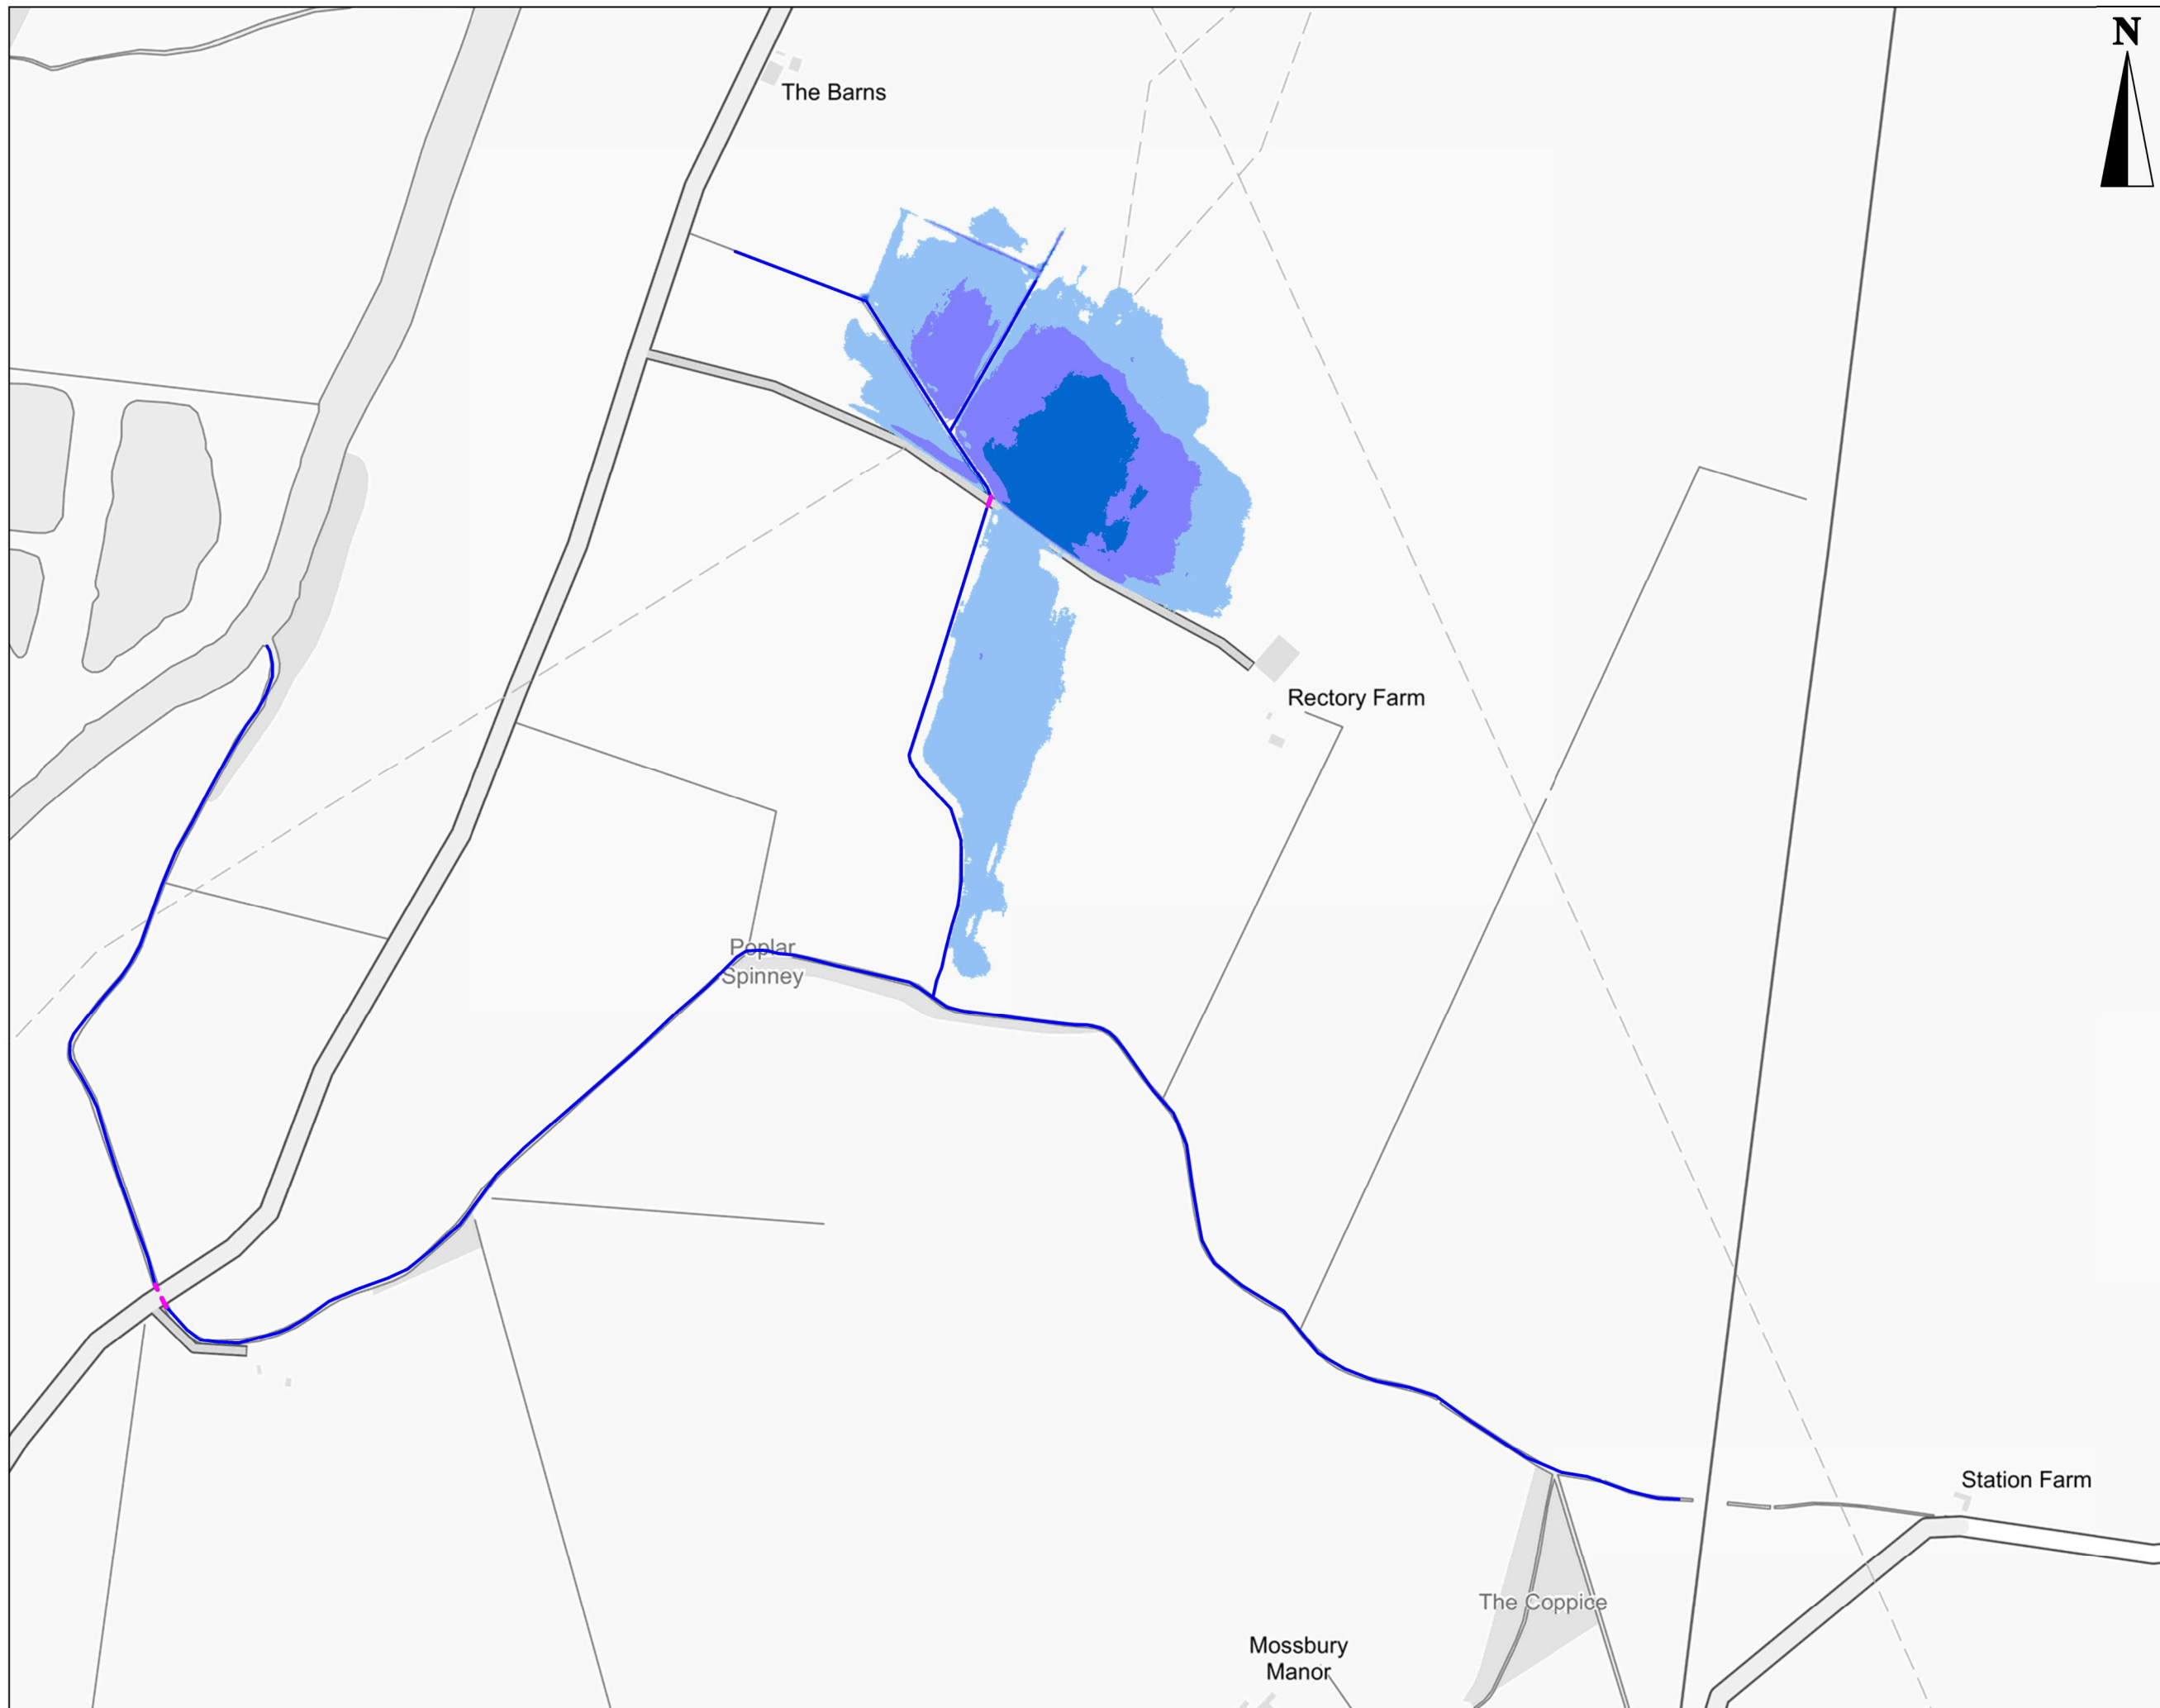 N
The Barns
Rectory Farm
Poplar
Spinney
Station Farm
The Coppice
Mossbury
Manor